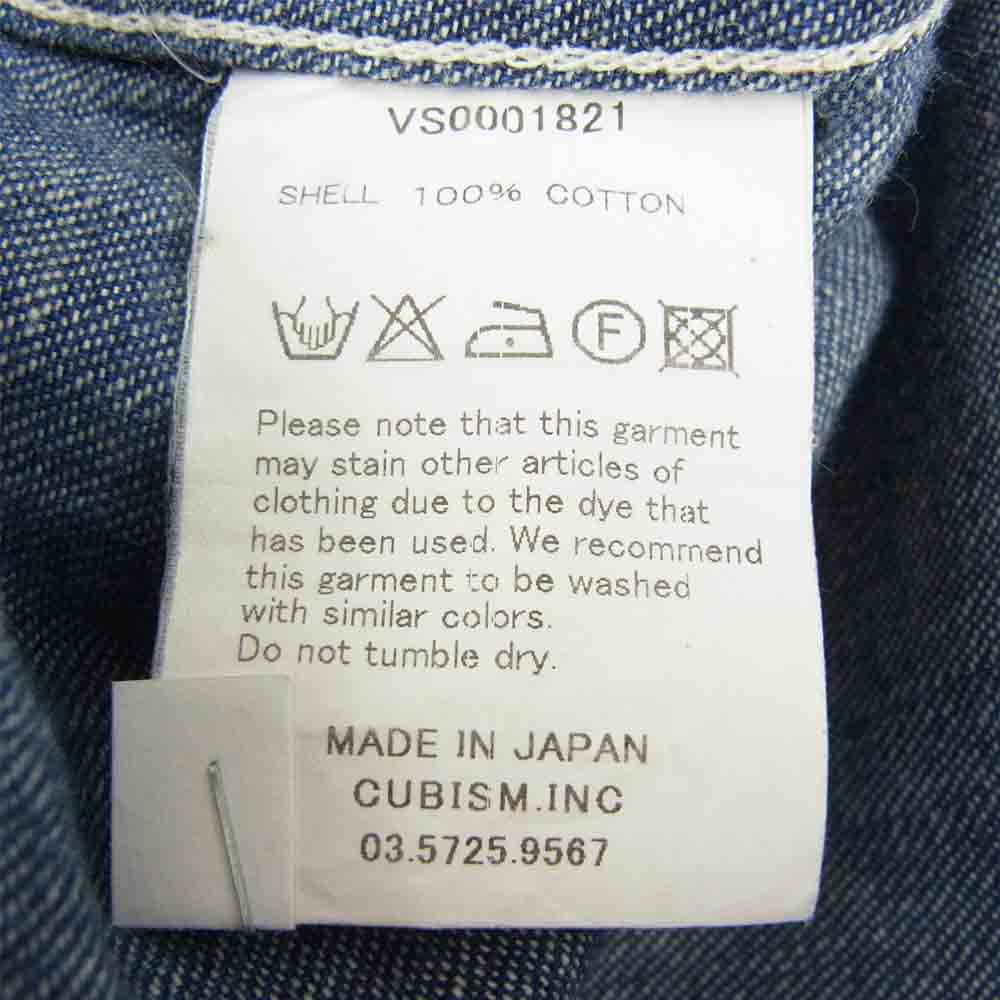 VS0001821
SHELL 100% COTTON
F
Please note that this garment
may stain other articles of
clothing due to the dye that
has been used. We recommend
this garment to be washed
with similar colors.
Do not tumble dry.
MADE IN JAPAN
CUBISM.INC
03.5725.9567